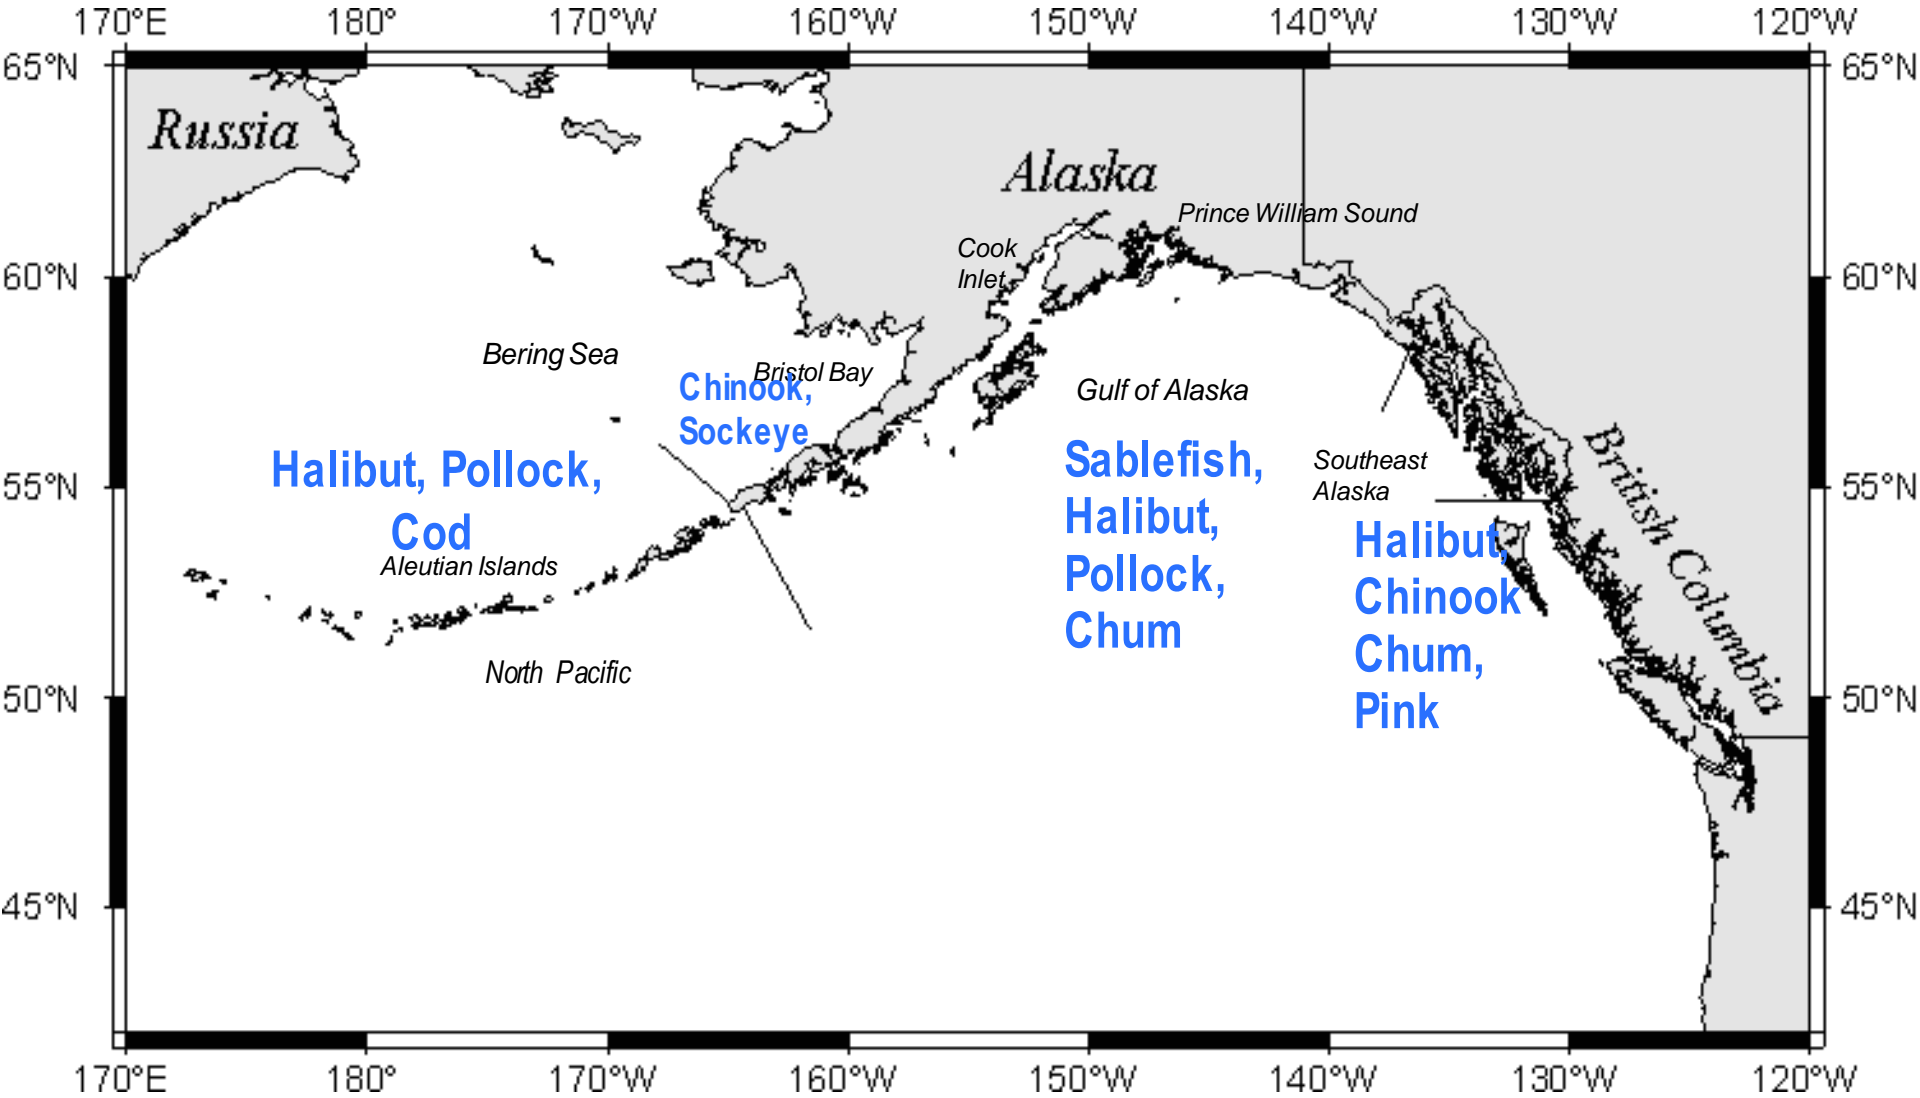 170°E 180° 170°W 160°W 150°W 140°W 130°W 120°W
65°N 65°N
Russia
Alaska
Prince William Sound
Cook
Inlet
60°N 60°N
Bering Sea
Bristol Bay
Chinook,
Sockeye
Gulf of Alaska
Halibut, Pollock,
Cod
Sablefish,
Halibut,
Pollock,
Chum
Southeast
Alaska
British Columbia
55°N 55°N
Halibut,
Chinook
Chum,
Pink
Aleutian Islands
North Pacific
50°N 50°N
45°N 45°N
170°E 180° 170°W 160°W 150°W 140°W 130°W 120°W